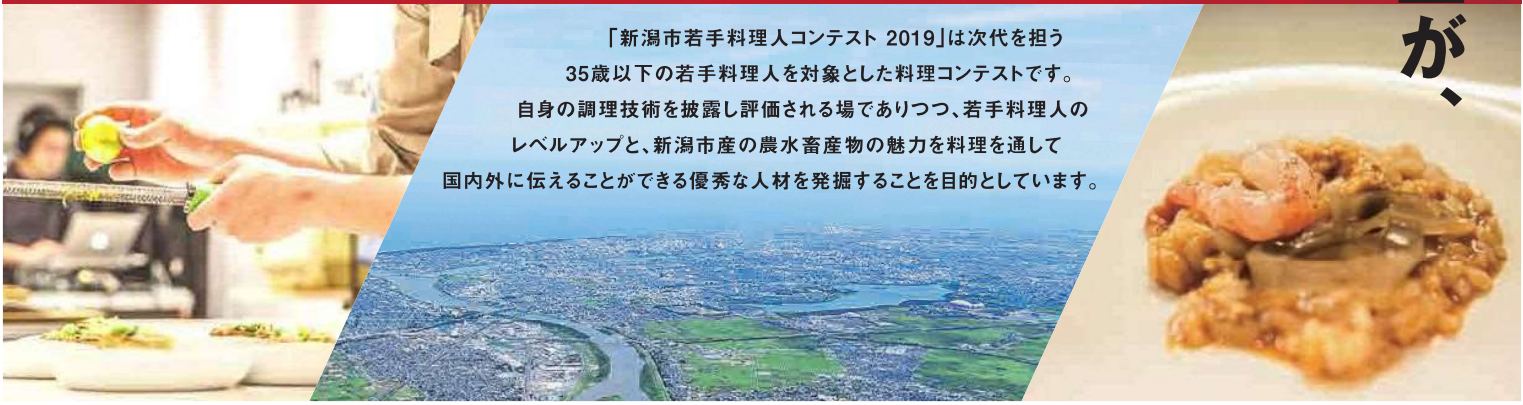 が、
「新潟市若手料理人コンテスト 2019」は次代を担う
35歳以下の若手料理人を対象とした料理コンテストです。
自身の調理技術を披露し評価される場でありつつ、若手料理人の
レベルアップと、新潟市産の農水畜産物の魅力を料理を通して
国内外に伝えることができる優秀な人材を発掘することを目的としています。